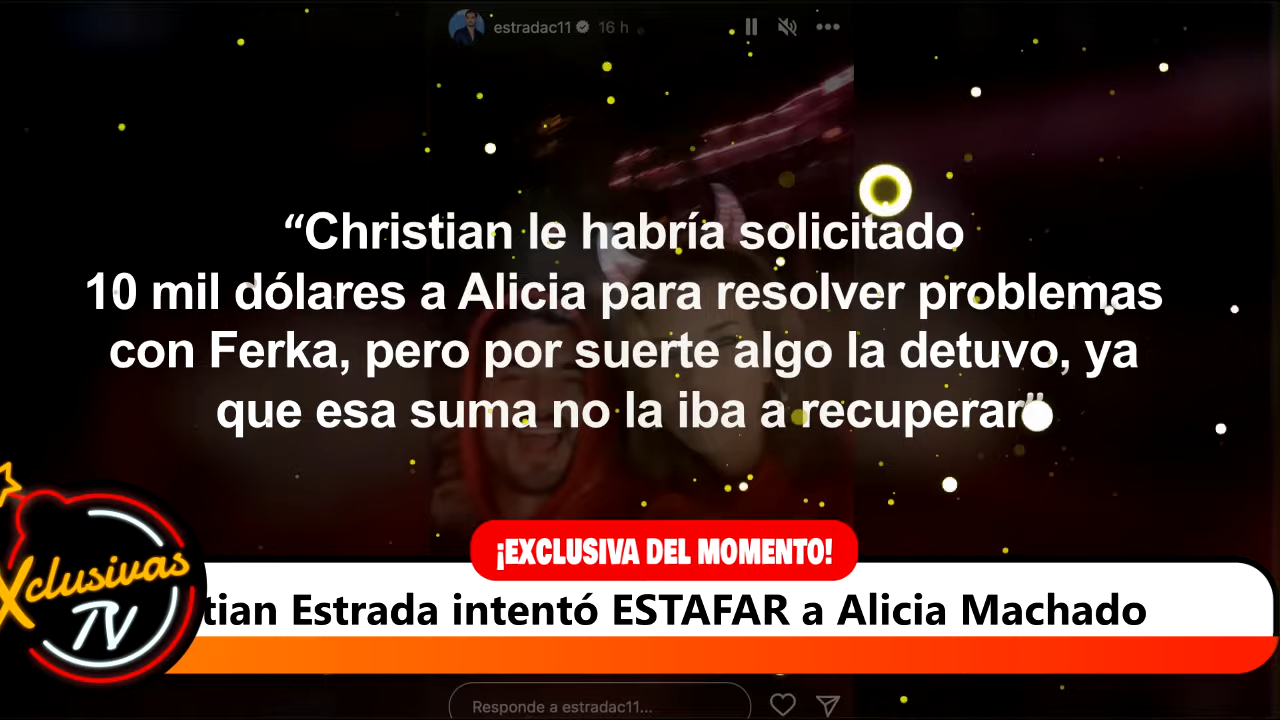 estradac11 16 h
“Christian le habría solicitado
10 mil dólares a Alicia para resolver problemas
con Ferka, pero por suerte algo la detuvo, ya
que esa suma no la iba a recuperar”
¡EXCLUSIVA DEL MOMENTO!
tian Estrada intentó ESTAFAR a Alicia Machado
Xclusivas
TV
Responde a estradac11...